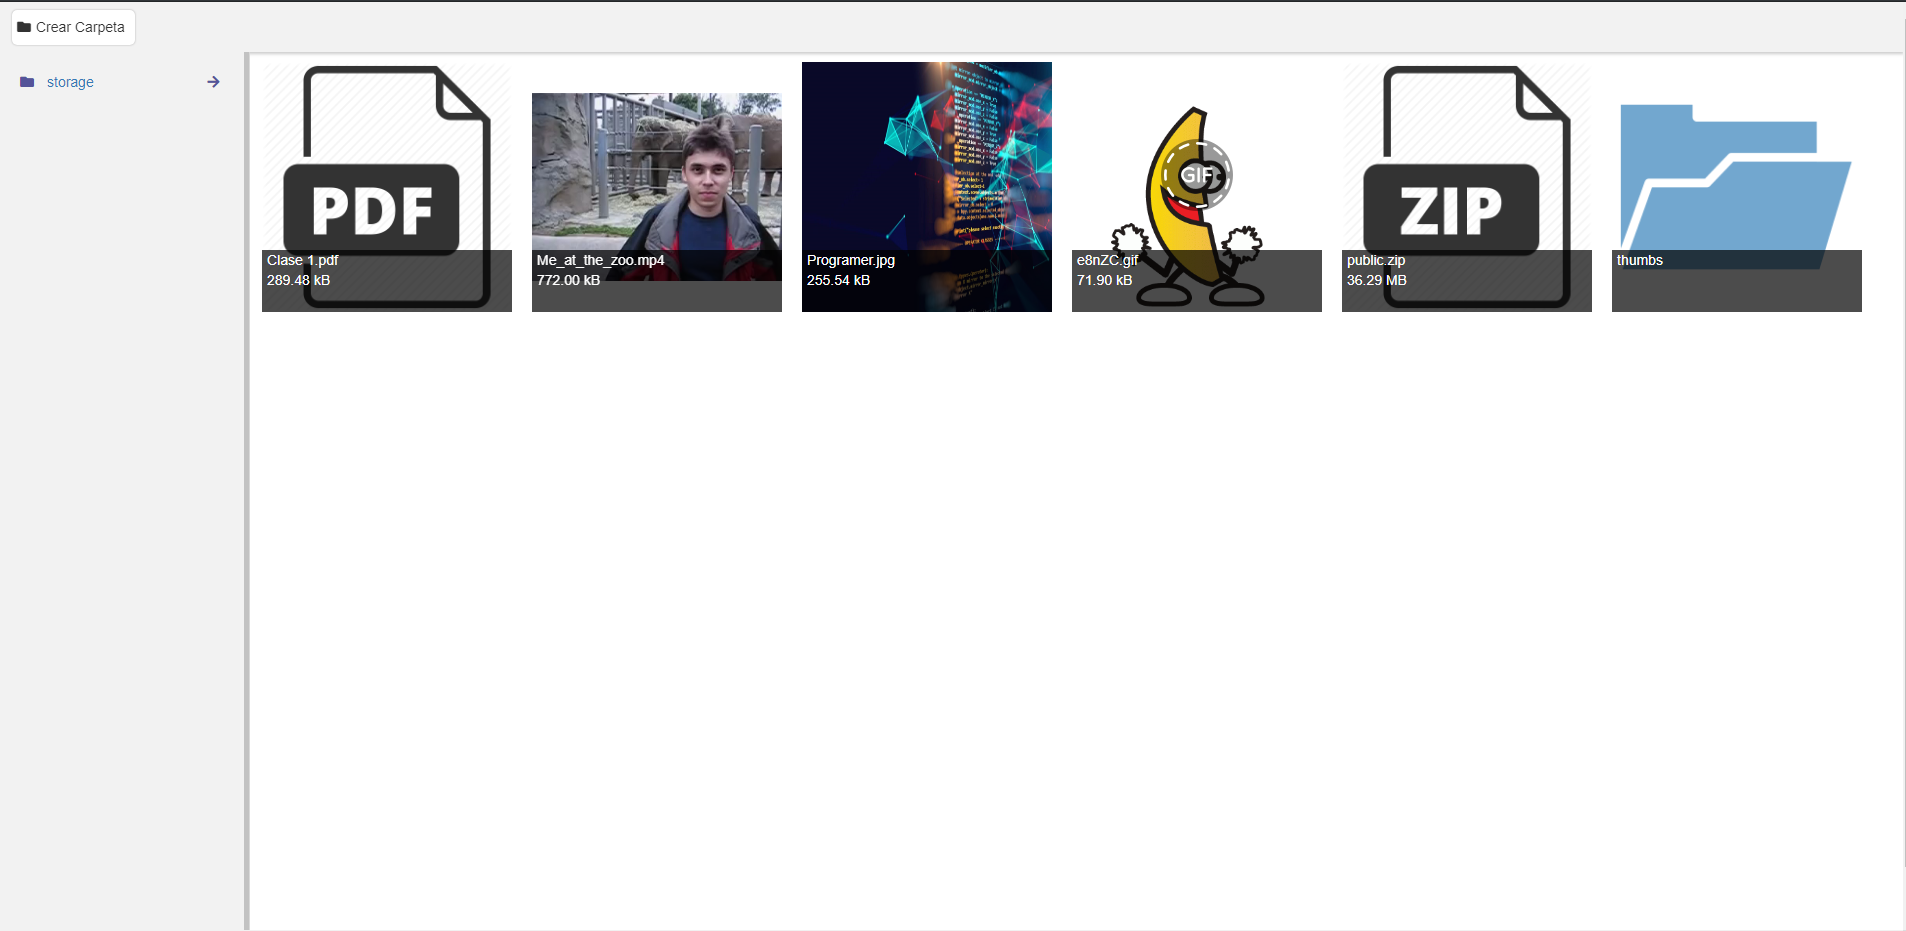 Crear Carpeta
storage
PDF
Clase 1.pdf
289.48 kB
Me_at_the_zoo.mp4
772.00 kB
Programer.jpg
255.54 kB
GIF
e8nZC.gif
71.90 kB
ZIP
public.zip
36.29 MB
thumbs